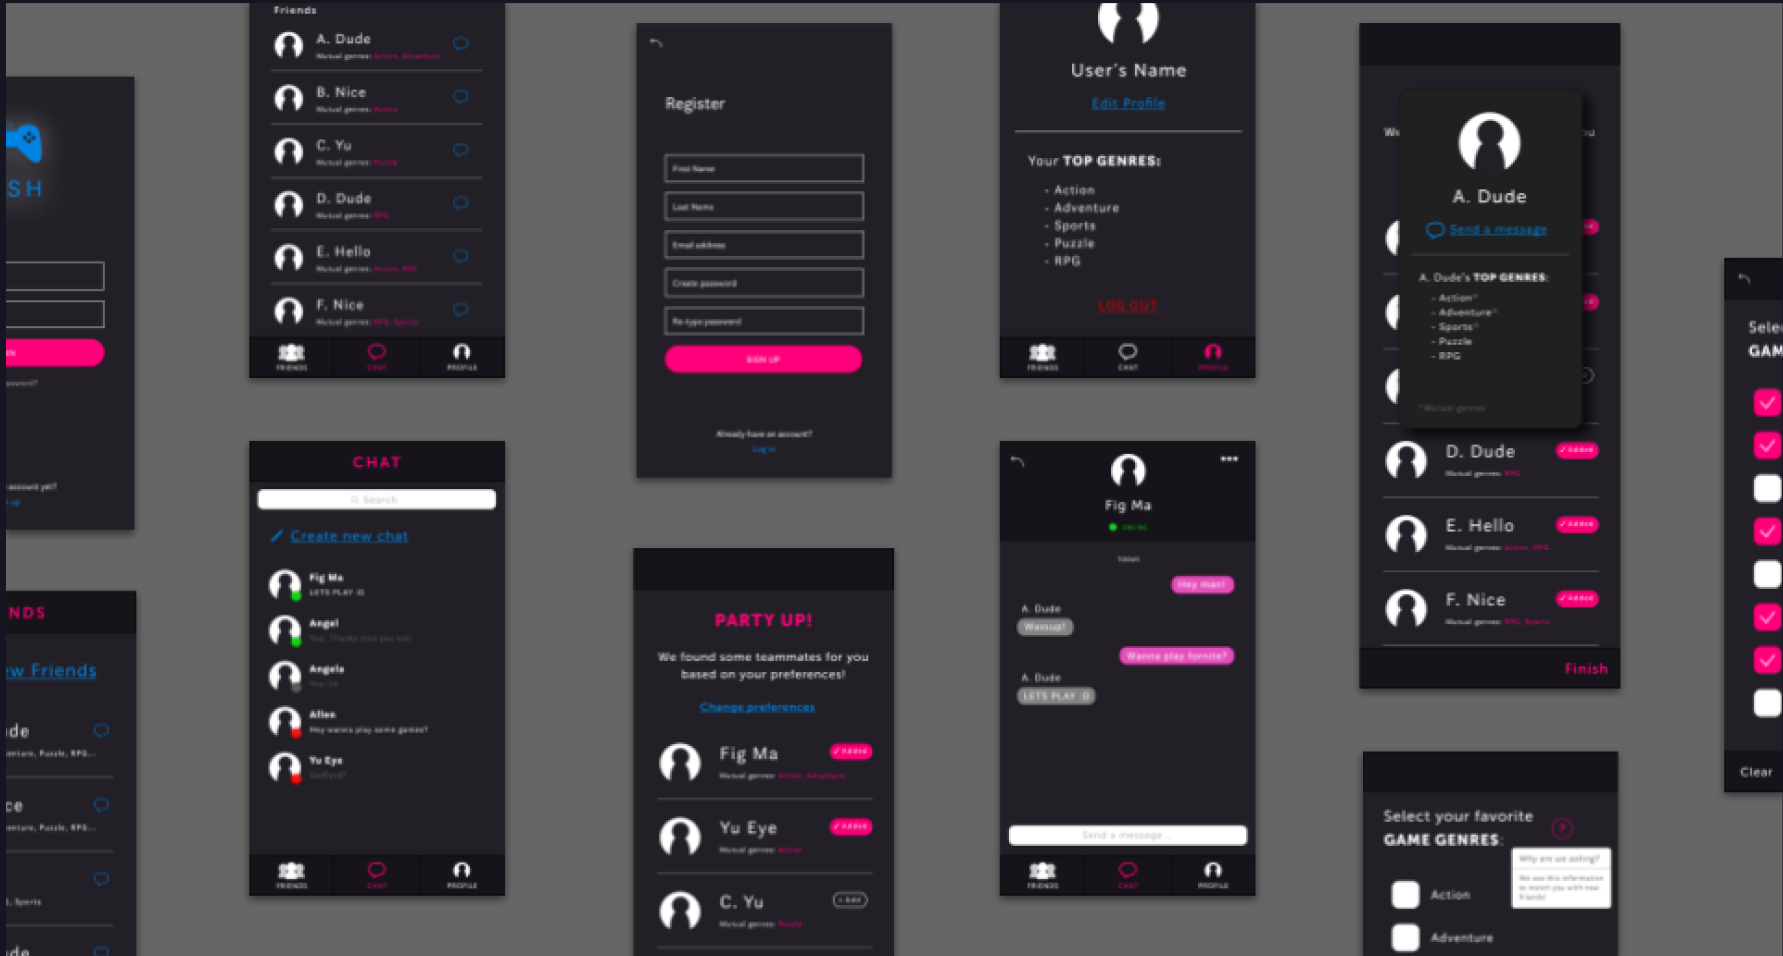 SH
account yet?
NDS
ew Friends
de
enture, Puzzle, RPG...
ce
enture, Puzzle, RPG...
, Sports
de
Friends
A. Dude
Mutual genres: Action, Adventure
B. Nice
Mutual genres: Action
C. Yu
Mutual genres: Puzzle
D. Dude
Mutual genres: RPG
E. Hello
Mutual genres: Action, RPG
F. Nice
Mutual genres: RPG, Sports
FRIENDS
CHAT
PROFILE
CHAT
Search
Create new chat
Fig Ma
LETS PLAY :D
Angel
You: Thanks man you too!
Angela
Allen
Hey wanna play some games?
Yu Eye
FRIENDS
CHAT
PROFILE
Register
First Name
Last Name
Email address
Create password
Re-type password
SIGN UP
Already have an account?
Log in
PARTY UP!
We found some teammates for you
based on your preferences!
Change preferences
Fig Ma
✓ Added
Mutual genres: Action, Adventure
Yu Eye
✓ Added
Mutual genres: Action
C. Yu
+ Add
Mutual genres: Puzzle
User's Name
Edit Profile
Your TOP GENRES:
- Action
- Adventure
- Sports
- Puzzle
- RPG
LOG OUT
FRIENDS
CHAT
PROFILE
Fig Ma
ONLINE
Hey man!
A. Dude
Wassup!
Wanna play fornite?
A. Dude
LETS PLAY :D
Send a message..
FRIENDS
CHAT
PROFILE
We
ou
A. Dude
Send a message
A. Dude's TOP GENRES:
- Action*
- Adventure*
- Sports*
- Puzzle
- RPG
*Mutual genres
D. Dude
✓ Added
Mutual genres: RPG
E. Hello
✓ Added
Mutual genres: Action, RPG
F. Nice
✓ Added
Mutual genres: RPG, Sports
Finish
Select your favorite
GAME GENRES:
?
Why are we asking?
We use this information
to match you with new
friends!
Action
Adventure
Sele
GAM
Clear